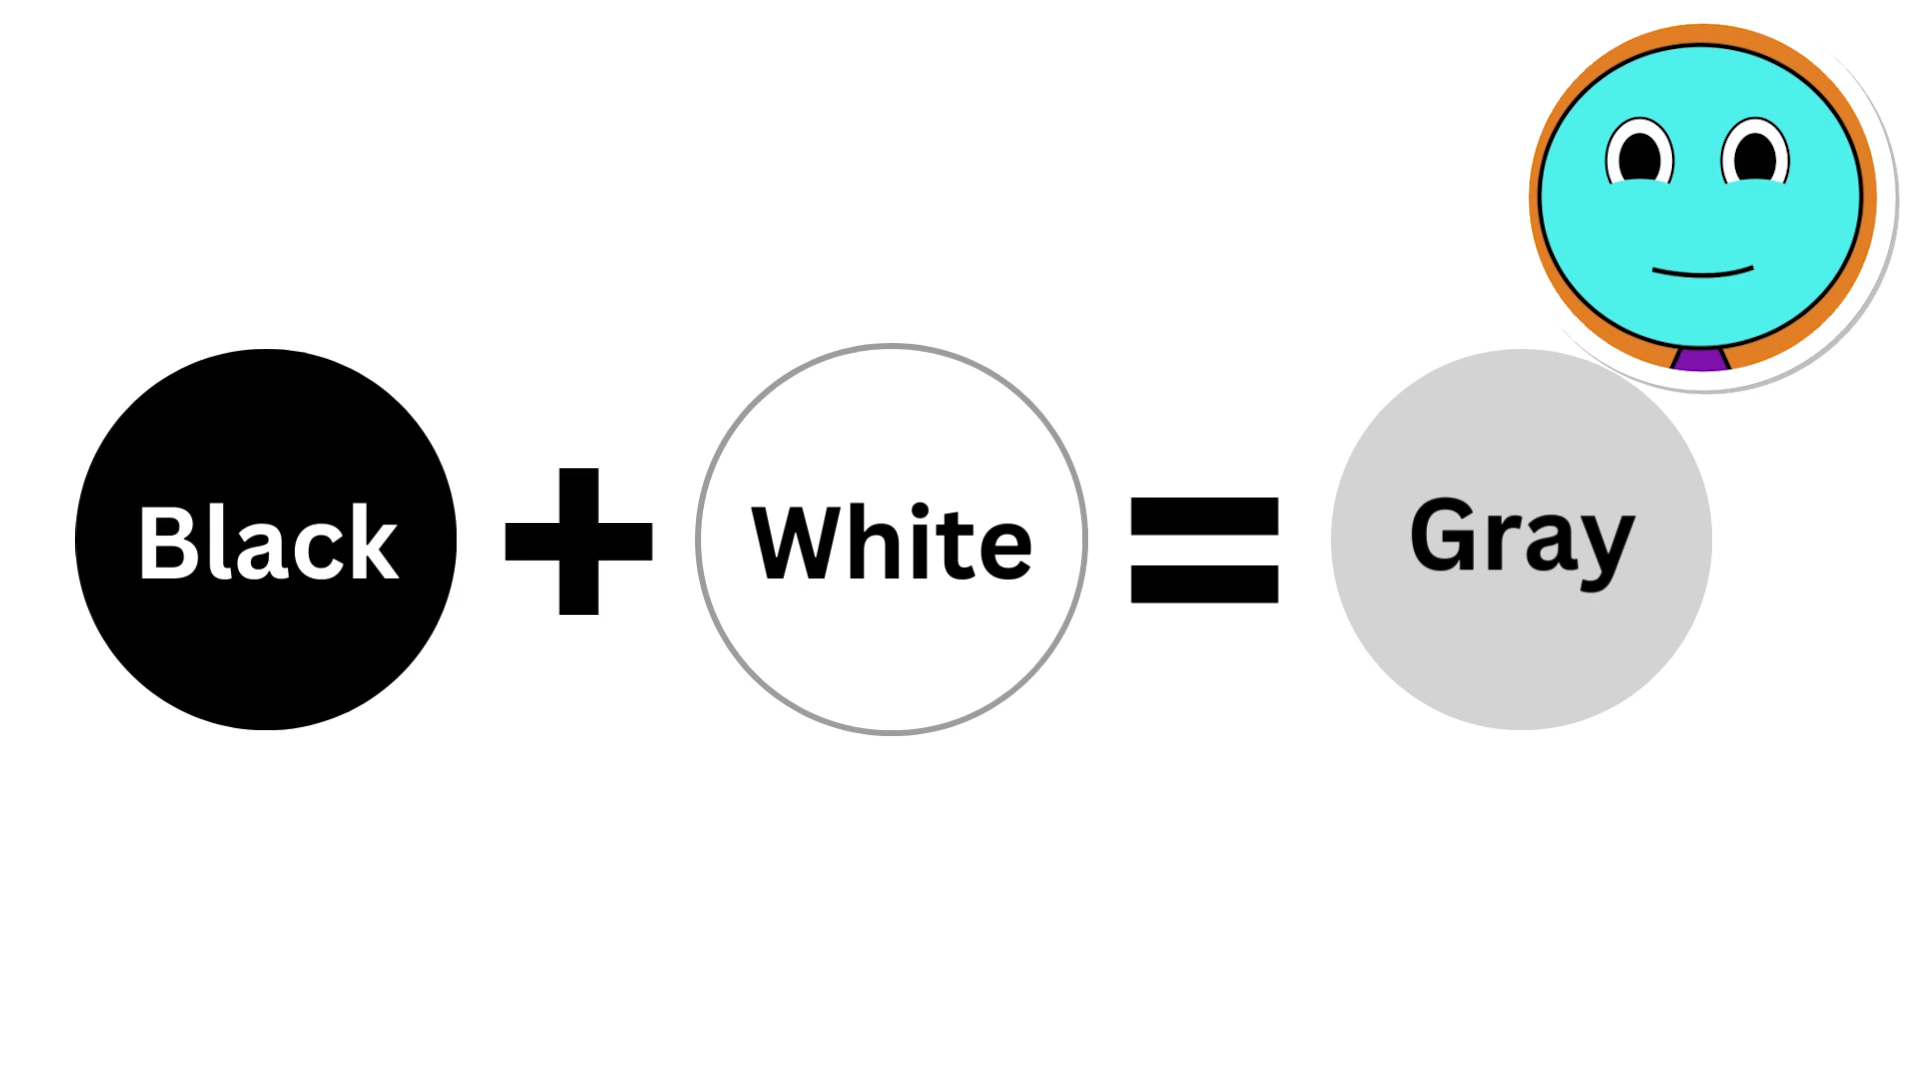 Black + White = Gray